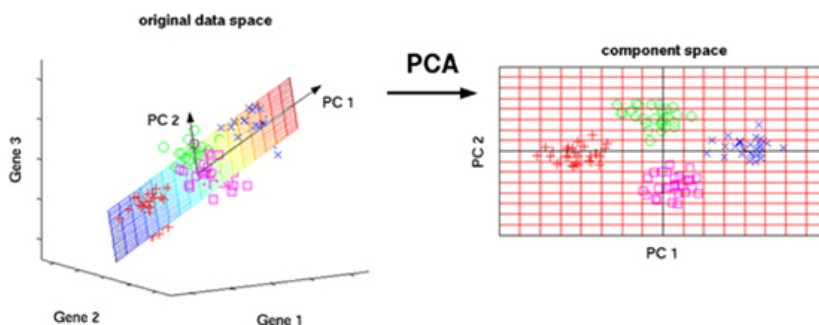 original data space
PCA
component space
PC 1
PC 2
Gene 3
PC 2
Gene 2
Gene 1
PC 1